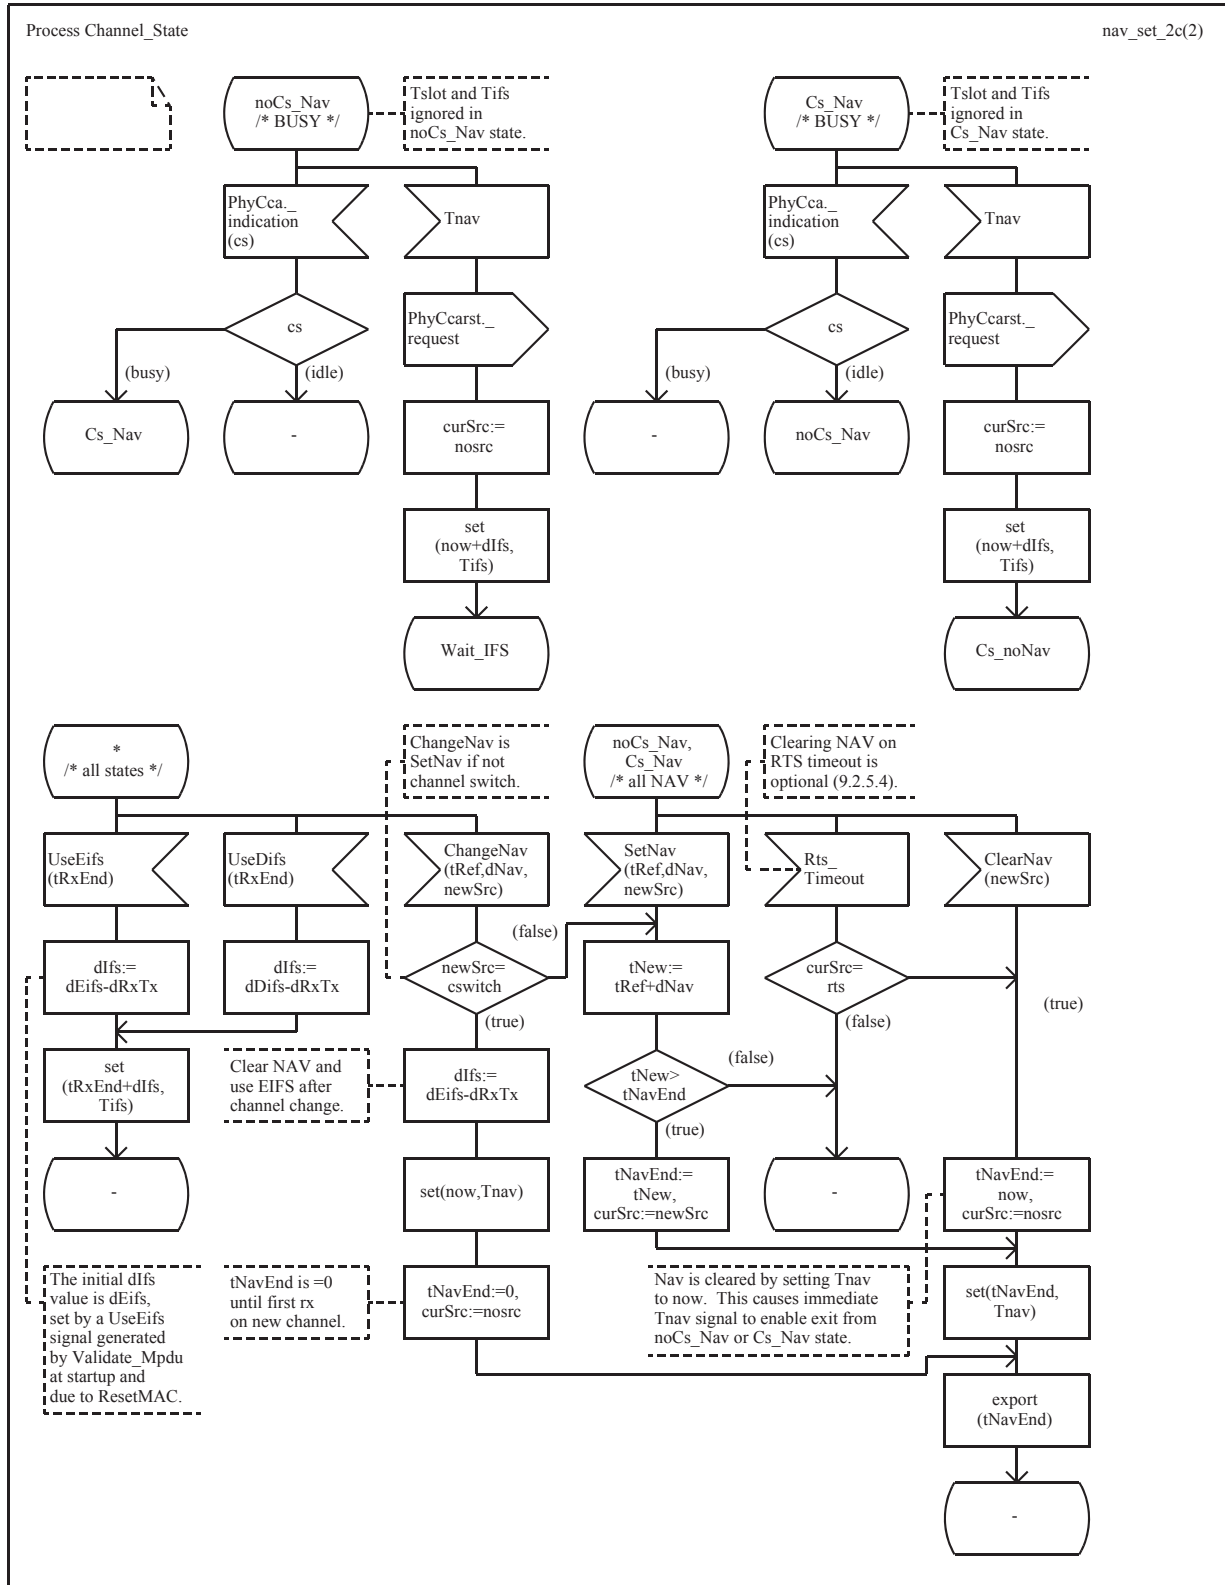 Process Channel_State
nav_set_2c(2)
noCs_Nav
/* BUSY */
Tslot and Tifs
ignored in
noCs_Nav state.
Cs_Nav
/* BUSY */
Tslot and Tifs
ignored in
Cs_Nav state.
PhyCca._
indication
(cs)
Tnav
PhyCca._
indication
(cs)
Tnav
cs
PhyCcarst._
request
cs
PhyCcarst._
request
(busy)
(idle)
(busy)
(idle)
Cs_Nav
-
curSrc:=
nosrc
-
noCs_Nav
curSrc:=
nosrc
set
(now+dIfs,
Tifs)
set
(now+dIfs,
Tifs)
Wait_IFS
Cs_noNav
*
/* all states */
ChangeNav is
SetNav if not
channel switch.
noCs_Nav,
Cs_Nav
/* all NAV */
Clearing NAV on
RTS timeout is
optional (9.2.5.4).
UseEifs
(tRxEnd)
UseDifs
(tRxEnd)
ChangeNav
(tRef,dNav,
newSrc)
SetNav
(tRef,dNav,
newSrc)
Rts_
Timeout
ClearNav
(newSrc)
dIfs:=
dEifs-dRxTx
dIfs:=
dDifs-dRxTx
newSrc=
cswitch
(false)
(true)
tNew:=
tRef+dNav
curSrc=
rts
(false)
(true)
set
(tRxEnd+dIfs,
Tifs)
Clear NAV and
use EIFS after
channel change.
dIfs:=
dEifs-dRxTx
tNew>
tNavEnd
(false)
(true)
-
set(now,Tnav)
tNavEnd:=
tNew,
curSrc:=newSrc
-
tNavEnd:=
now,
curSrc:=nosrc
The initial dIfs
value is dEifs,
set by a UseEifs
signal generated
by Validate_Mpdu
at startup and
due to ResetMAC.
tNavEnd is =0
until first rx
on new channel.
tNavEnd:=0,
curSrc:=nosrc
Nav is cleared by setting Tnav
to now. This causes immediate
Tnav signal to enable exit from
noCs_Nav or Cs_Nav state.
set(tNavEnd,
Tnav)
export
(tNavEnd)
-